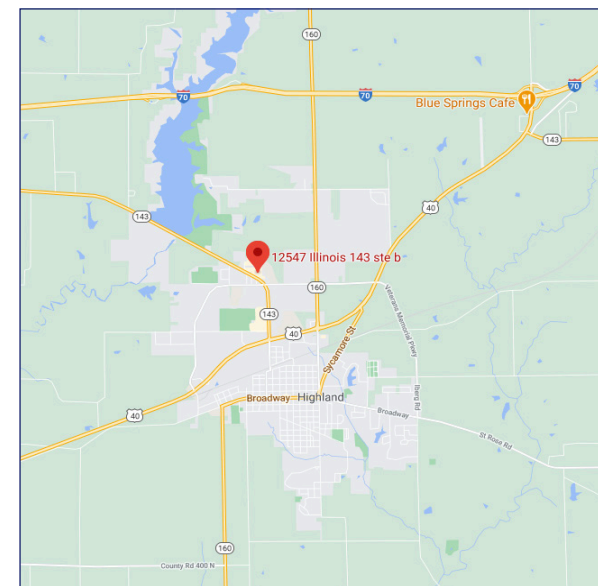 160
70
70
70
Blue Springs Cafe
143
40
143
12547 Illinois 143 ste b
160
Veterans Memorial Pkwy
143
40
Sycamore St
Iberg Rd
Broadway
Highland
40
Broadway
St Rose Rd
160
County Rd 400 N